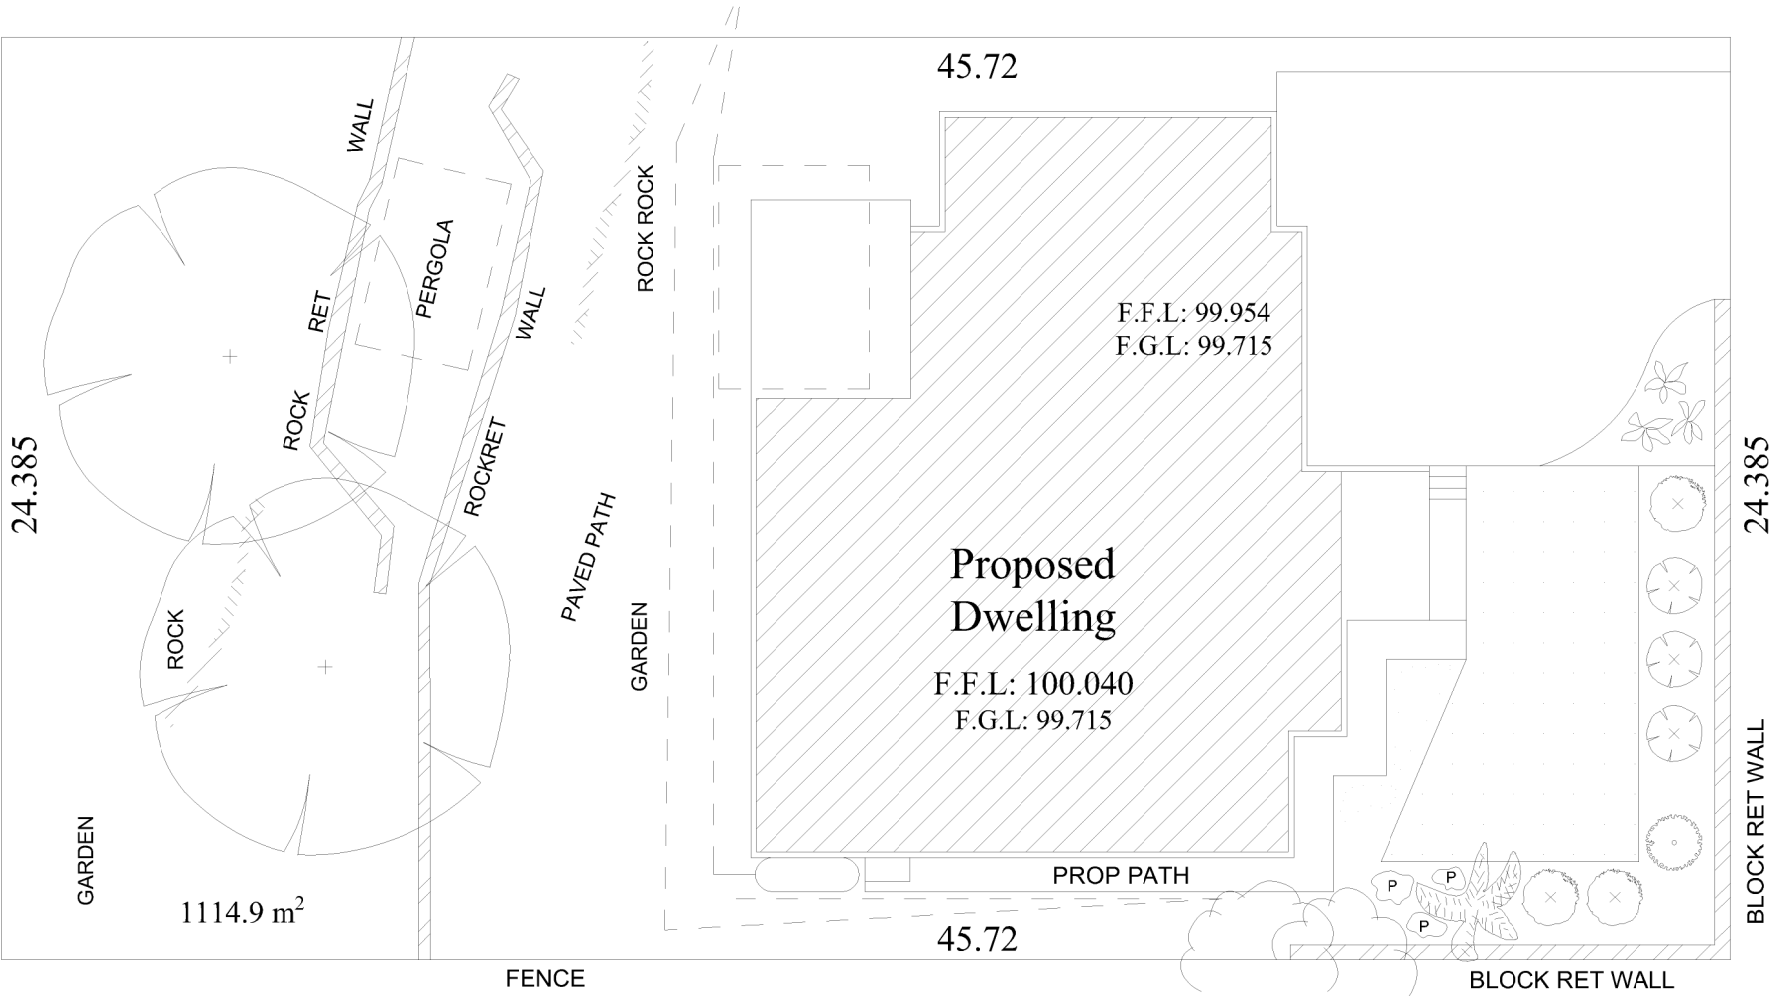 45.72
WALL
PERGOLA
ROCK ROCK
RET
WALL
F.F.L: 99.954
F.G.L: 99.715
ROCK
ROCKRET
24.385
24.385
PAVED PATH
Proposed
Dwelling
ROCK
GARDEN
F.F.L: 100.040
F.G.L: 99.715
BLOCK RET WALL
GARDEN
PROP PATH
P
P
P
1114.9 m²
45.72
FENCE
BLOCK RET WALL